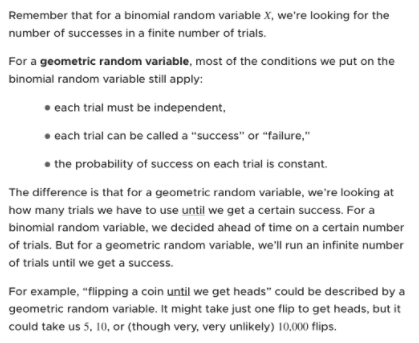 Remember that for a binomial random variable X, we're looking for the
number of successes in a finite number of trials.
For a geometric random variable, most of the conditions we put on the
binomial random variable still apply:
• each trial must be independent,
• each trial can be called a "success" or "failure,"
• the probability of success on each trial is constant.
The difference is that for a geometric random variable, we're looking at
how many trials we have to use until we get a certain success. For a
binomial random variable, we decided ahead of time on a certain number
of trials. But for a geometric random variable, we'll run an infinite number
of trials until we get a success.
For example, "flipping a coin until we get heads" could be described by a
geometric random variable. It might take just one flip to get heads, but it
could take us 5, 10, or (though very, very unlikely) 10,000 flips.